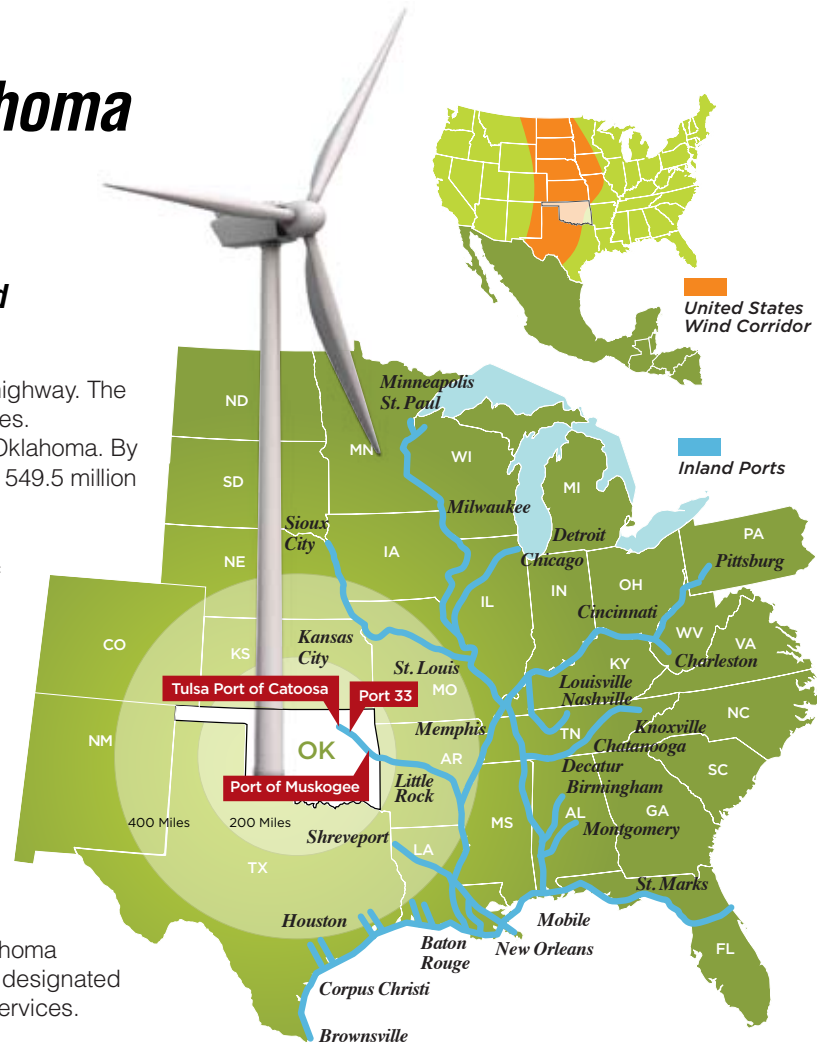 homa
United States
Wind Corridor
d
highway. The
es.
Oklahoma. By
549.5 million
Inland Ports
Minneapolis
St. Paul
ND
MN
WI
SD
MI
Milwaukee
Sioux
City
Detroit
PA
IA
Chicago
Pittsburg
NE
IL
IN
OH
Cincinnati
CO
KS
Kansas
City
WV
VA
St. Louis
KY
Charleston
Tulsa Port of Catoosa
Port 33
MO
Louisville
Nashville
NM
OK
Memphis
AR
TN
Knoxville
Chatanooga
NC
Port of Muskogee
Little
Rock
Decatur
Birmingham
SC
400 Miles
200 Miles
Shreveport
LA
MS
AL
GA
Montgomery
TX
St. Marks
Houston
Mobile
Baton
Rouge
New Orleans
FL
homa
designated
ervices.
Corpus Christi
Brownsville